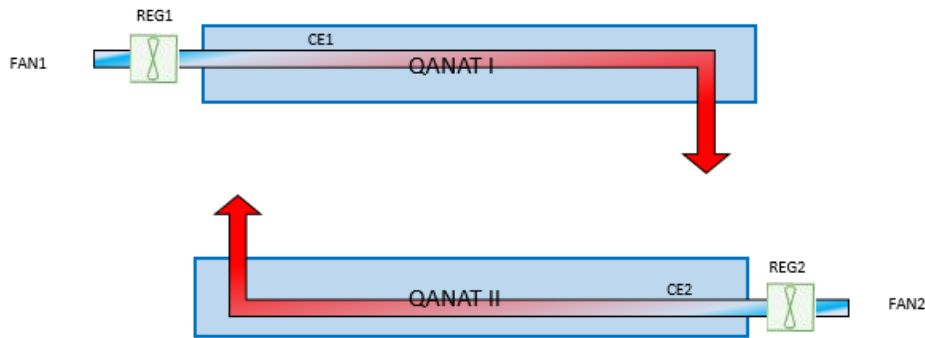 REG1
CE1
FAN1
QANAT I
REG2
CE2
QANAT II
FAN2